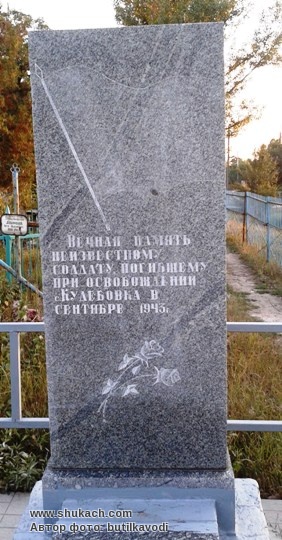 Вечная память
неизвестному
солдату, погибшему
при освобождении
с. Кулебовка в
сентябре 1943г.
www.shukach.com
Автор фото: butilkavodi